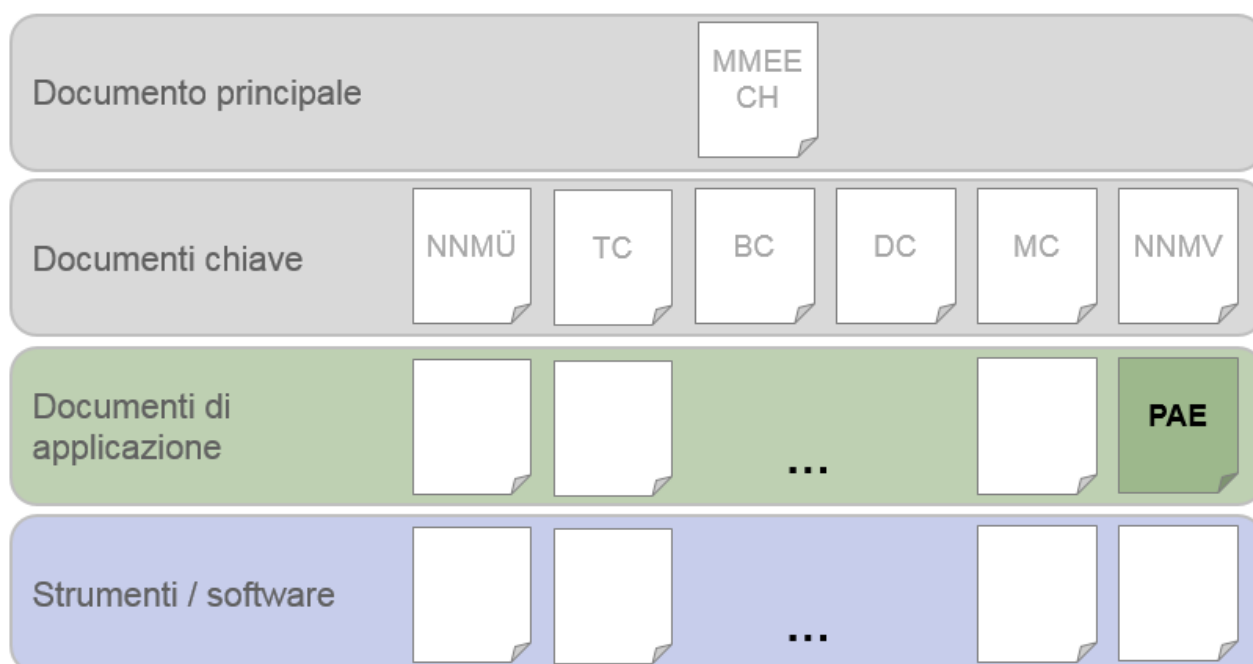 Documento principale
MMEE
CH
Documenti chiave
NNMÜ
TC
BC
DC
MC
NNMV
Documenti di
applicazione
...
PAE
Strumenti / software
...